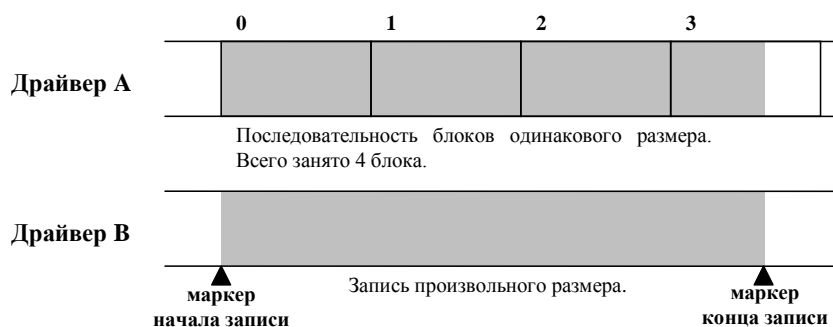 0 1 2 3
Драйвер A
Последовательность блоков одинакового размера.
Всего занято 4 блока.
Драйвер B
Запись произвольного размера.
маркер
начала записи
маркер
конца записи